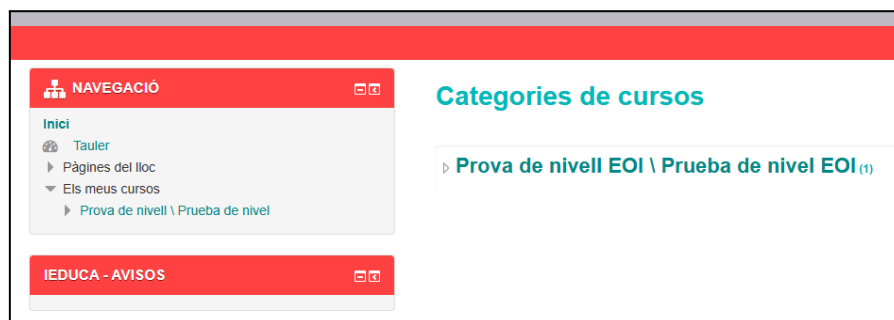 NAVEGACIÓ
Inici
Tauler
Pàgines del lloc
Els meus cursos
Prova de nivell \ Prueba de nivel
IEDUCA - AVISOS
Categories de cursos
Prova de nivell EOI \ Prueba de nivel EOI (1)